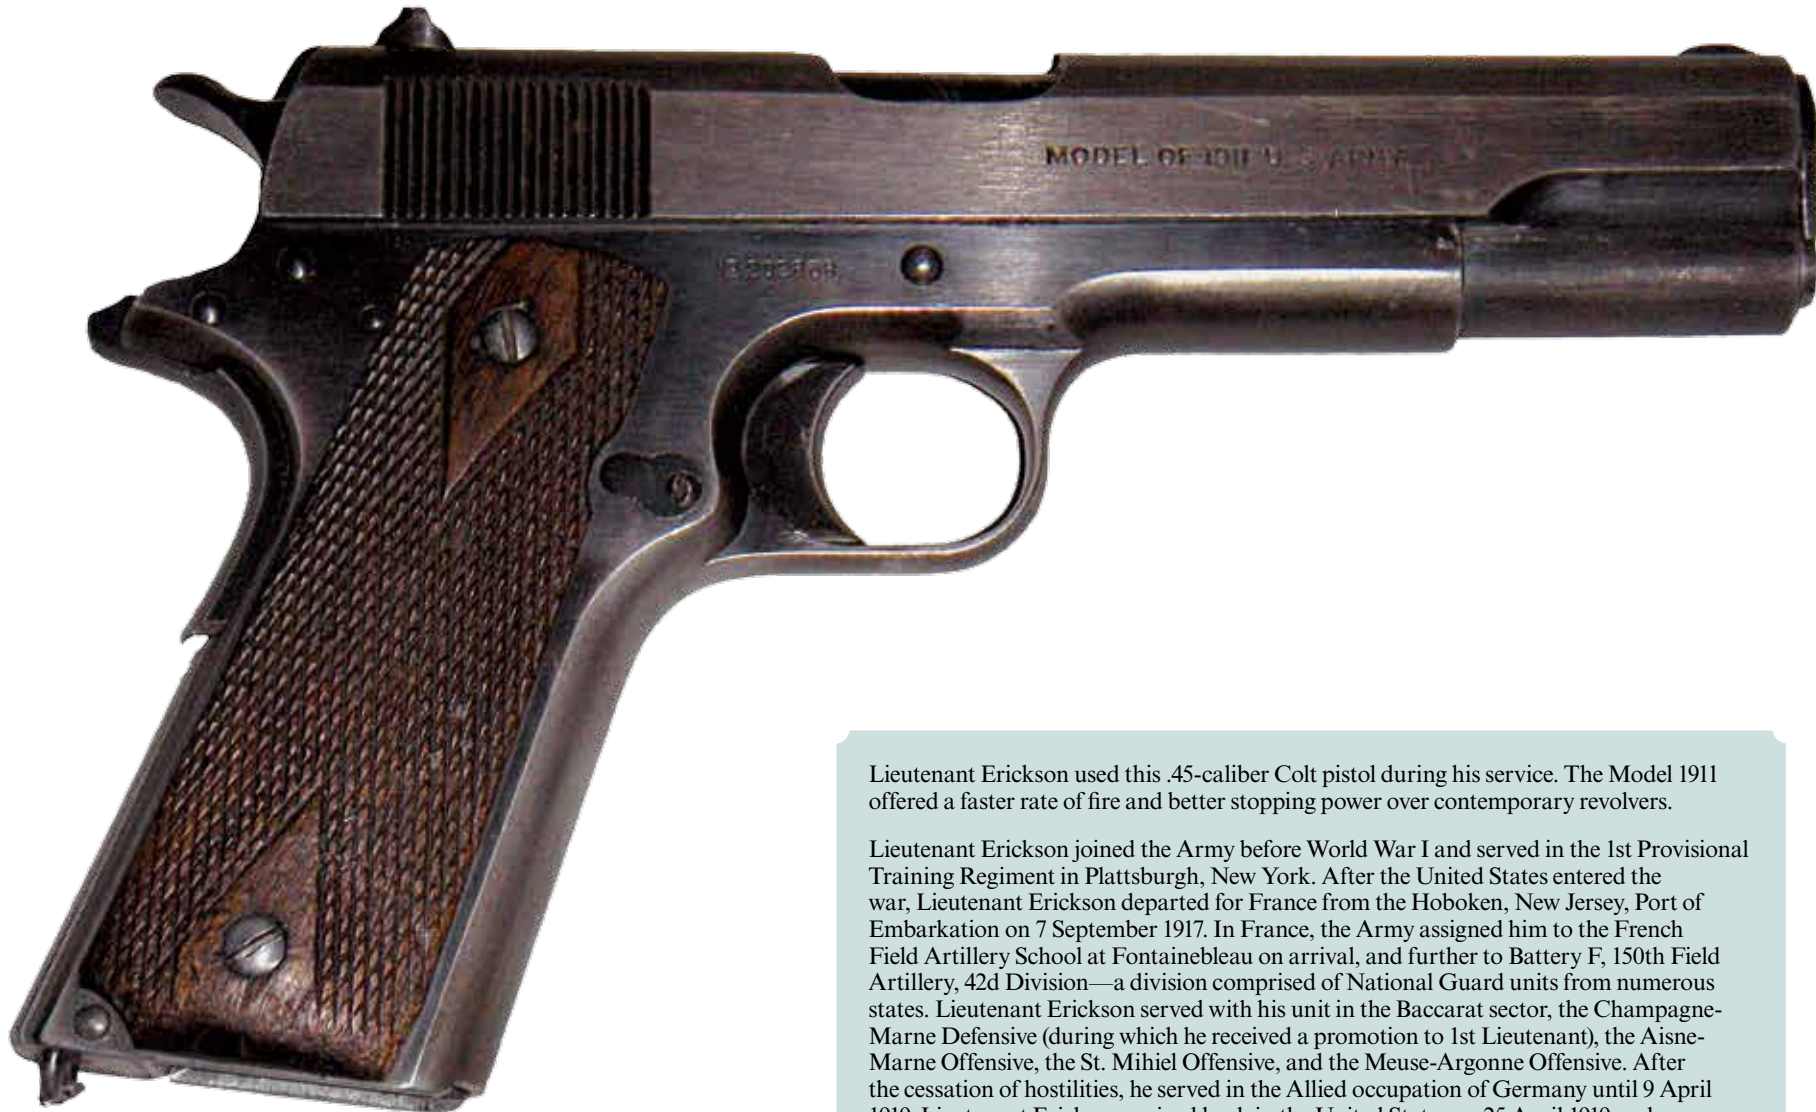 MODEL OF 1911 U.S. ARMY
Lieutenant Erickson used this .45-caliber Colt pistol during his service. The Model 1911
offered a faster rate of fire and better stopping power over contemporary revolvers.
Lieutenant Erickson joined the Army before World War I and served in the 1st Provisional
Training Regiment in Plattsburgh, New York. After the United States entered the
war, Lieutenant Erickson departed for France from the Hoboken, New Jersey, Port of
Embarkation on 7 September 1917. In France, the Army assigned him to the French
Field Artillery School at Fontainebleau on arrival, and further to Battery F, 150th Field
Artillery, 42d Division—a division comprised of National Guard units from numerous
states. Lieutenant Erickson served with his unit in the Baccarat sector, the Champagne-
Marne Defensive (during which he received a promotion to 1st Lieutenant), the Aisne-
Marne Offensive, the St. Mihiel Offensive, and the Meuse-Argonne Offensive. After
the cessation of hostilities, he served in the Allied occupation of Germany until 9 April